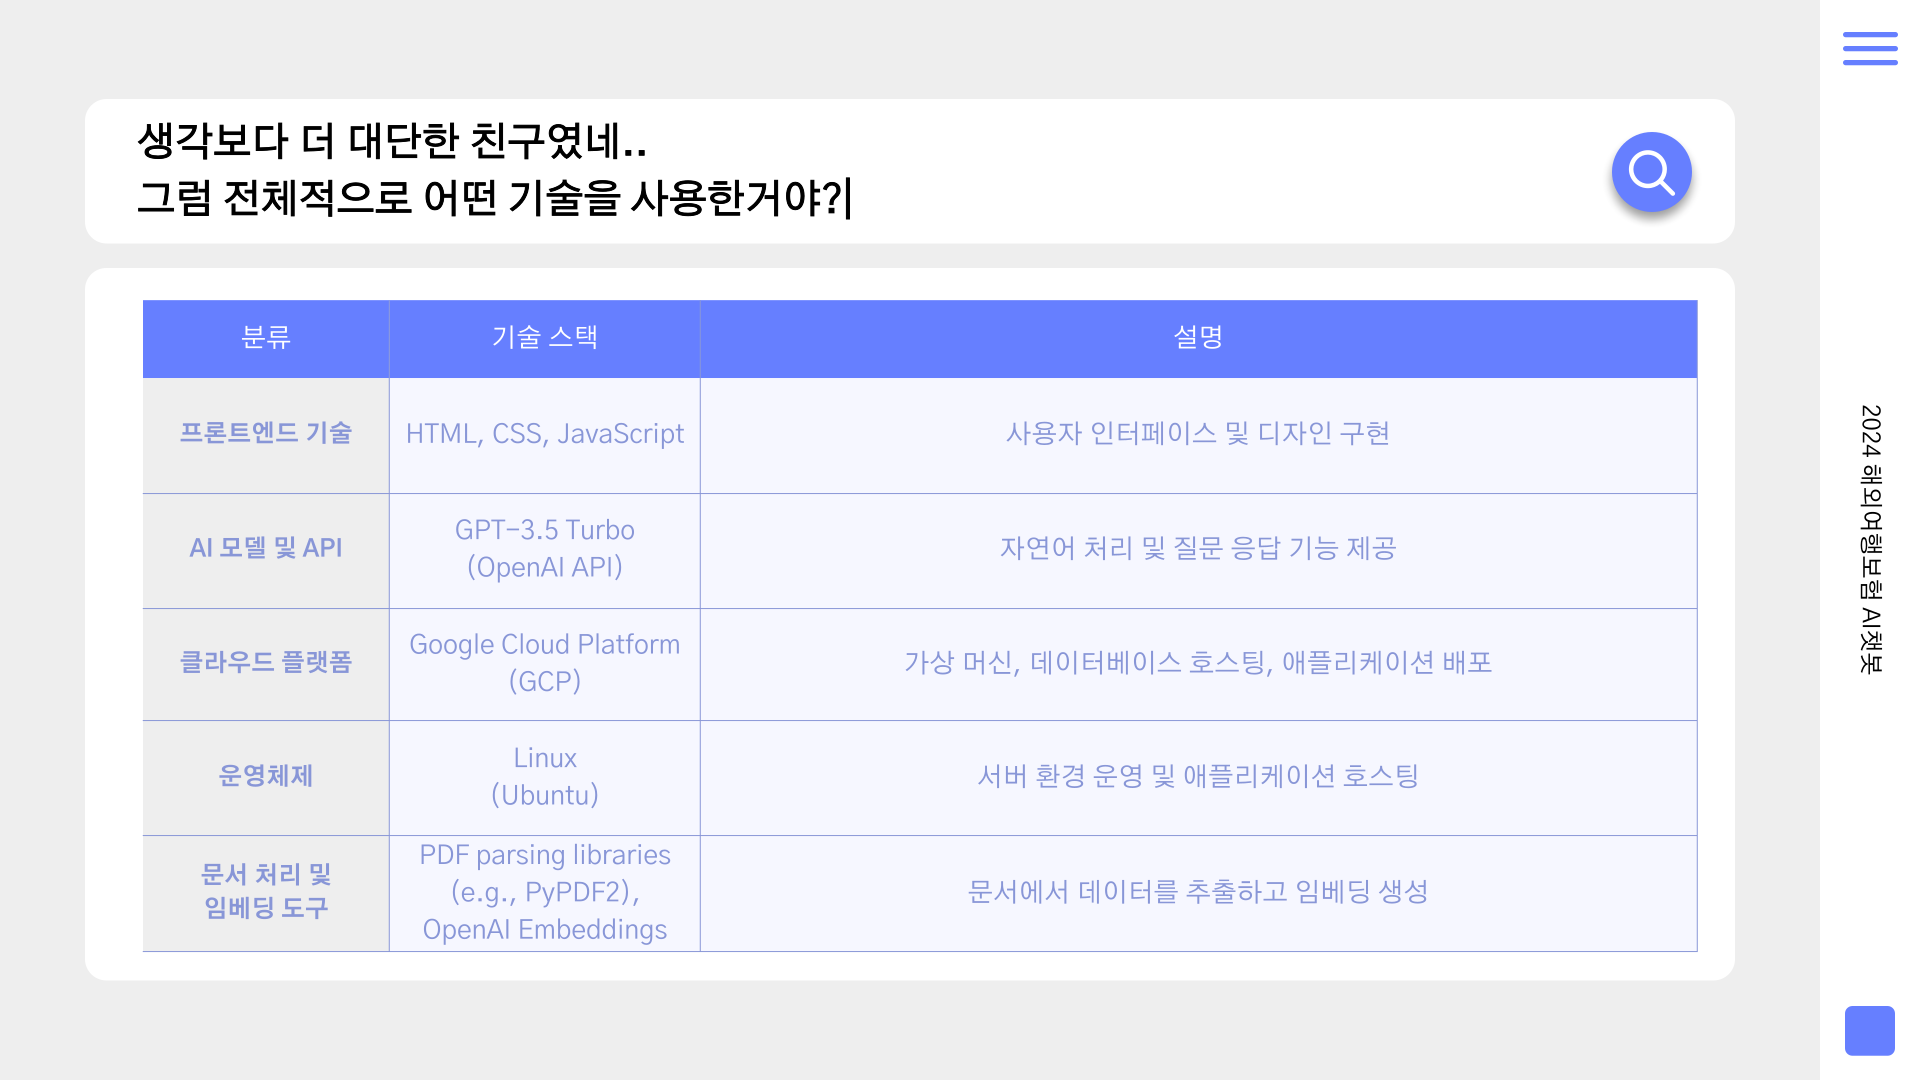 생각보다 더 대단한 친구였네..
그럼 전체적으로 어떤 기술을 사용한거야?|
분류 기술 스택 설명
프론트엔드 기술 HTML, CSS, JavaScript 사용자 인터페이스 및 디자인 구현
AI 모델 및 API
GPT-3.5 Turbo
(OpenAI API)
자연어 처리 및 질문 응답 기능 제공
클라우드 플랫폼
Google Cloud Platform
(GCP)
가상 머신, 데이터베이스 호스팅, 애플리케이션 배포
운영체제
Linux
(Ubuntu)
서버 환경 운영 및 애플리케이션 호스팅
문서 처리 및
임베딩 도구
PDF parsing libraries
(e.g., PyPDF2),
OpenAI Embeddings
문서에서 데이터를 추출하고 임베딩 생성
2024 해외여행보험 AI챗봇